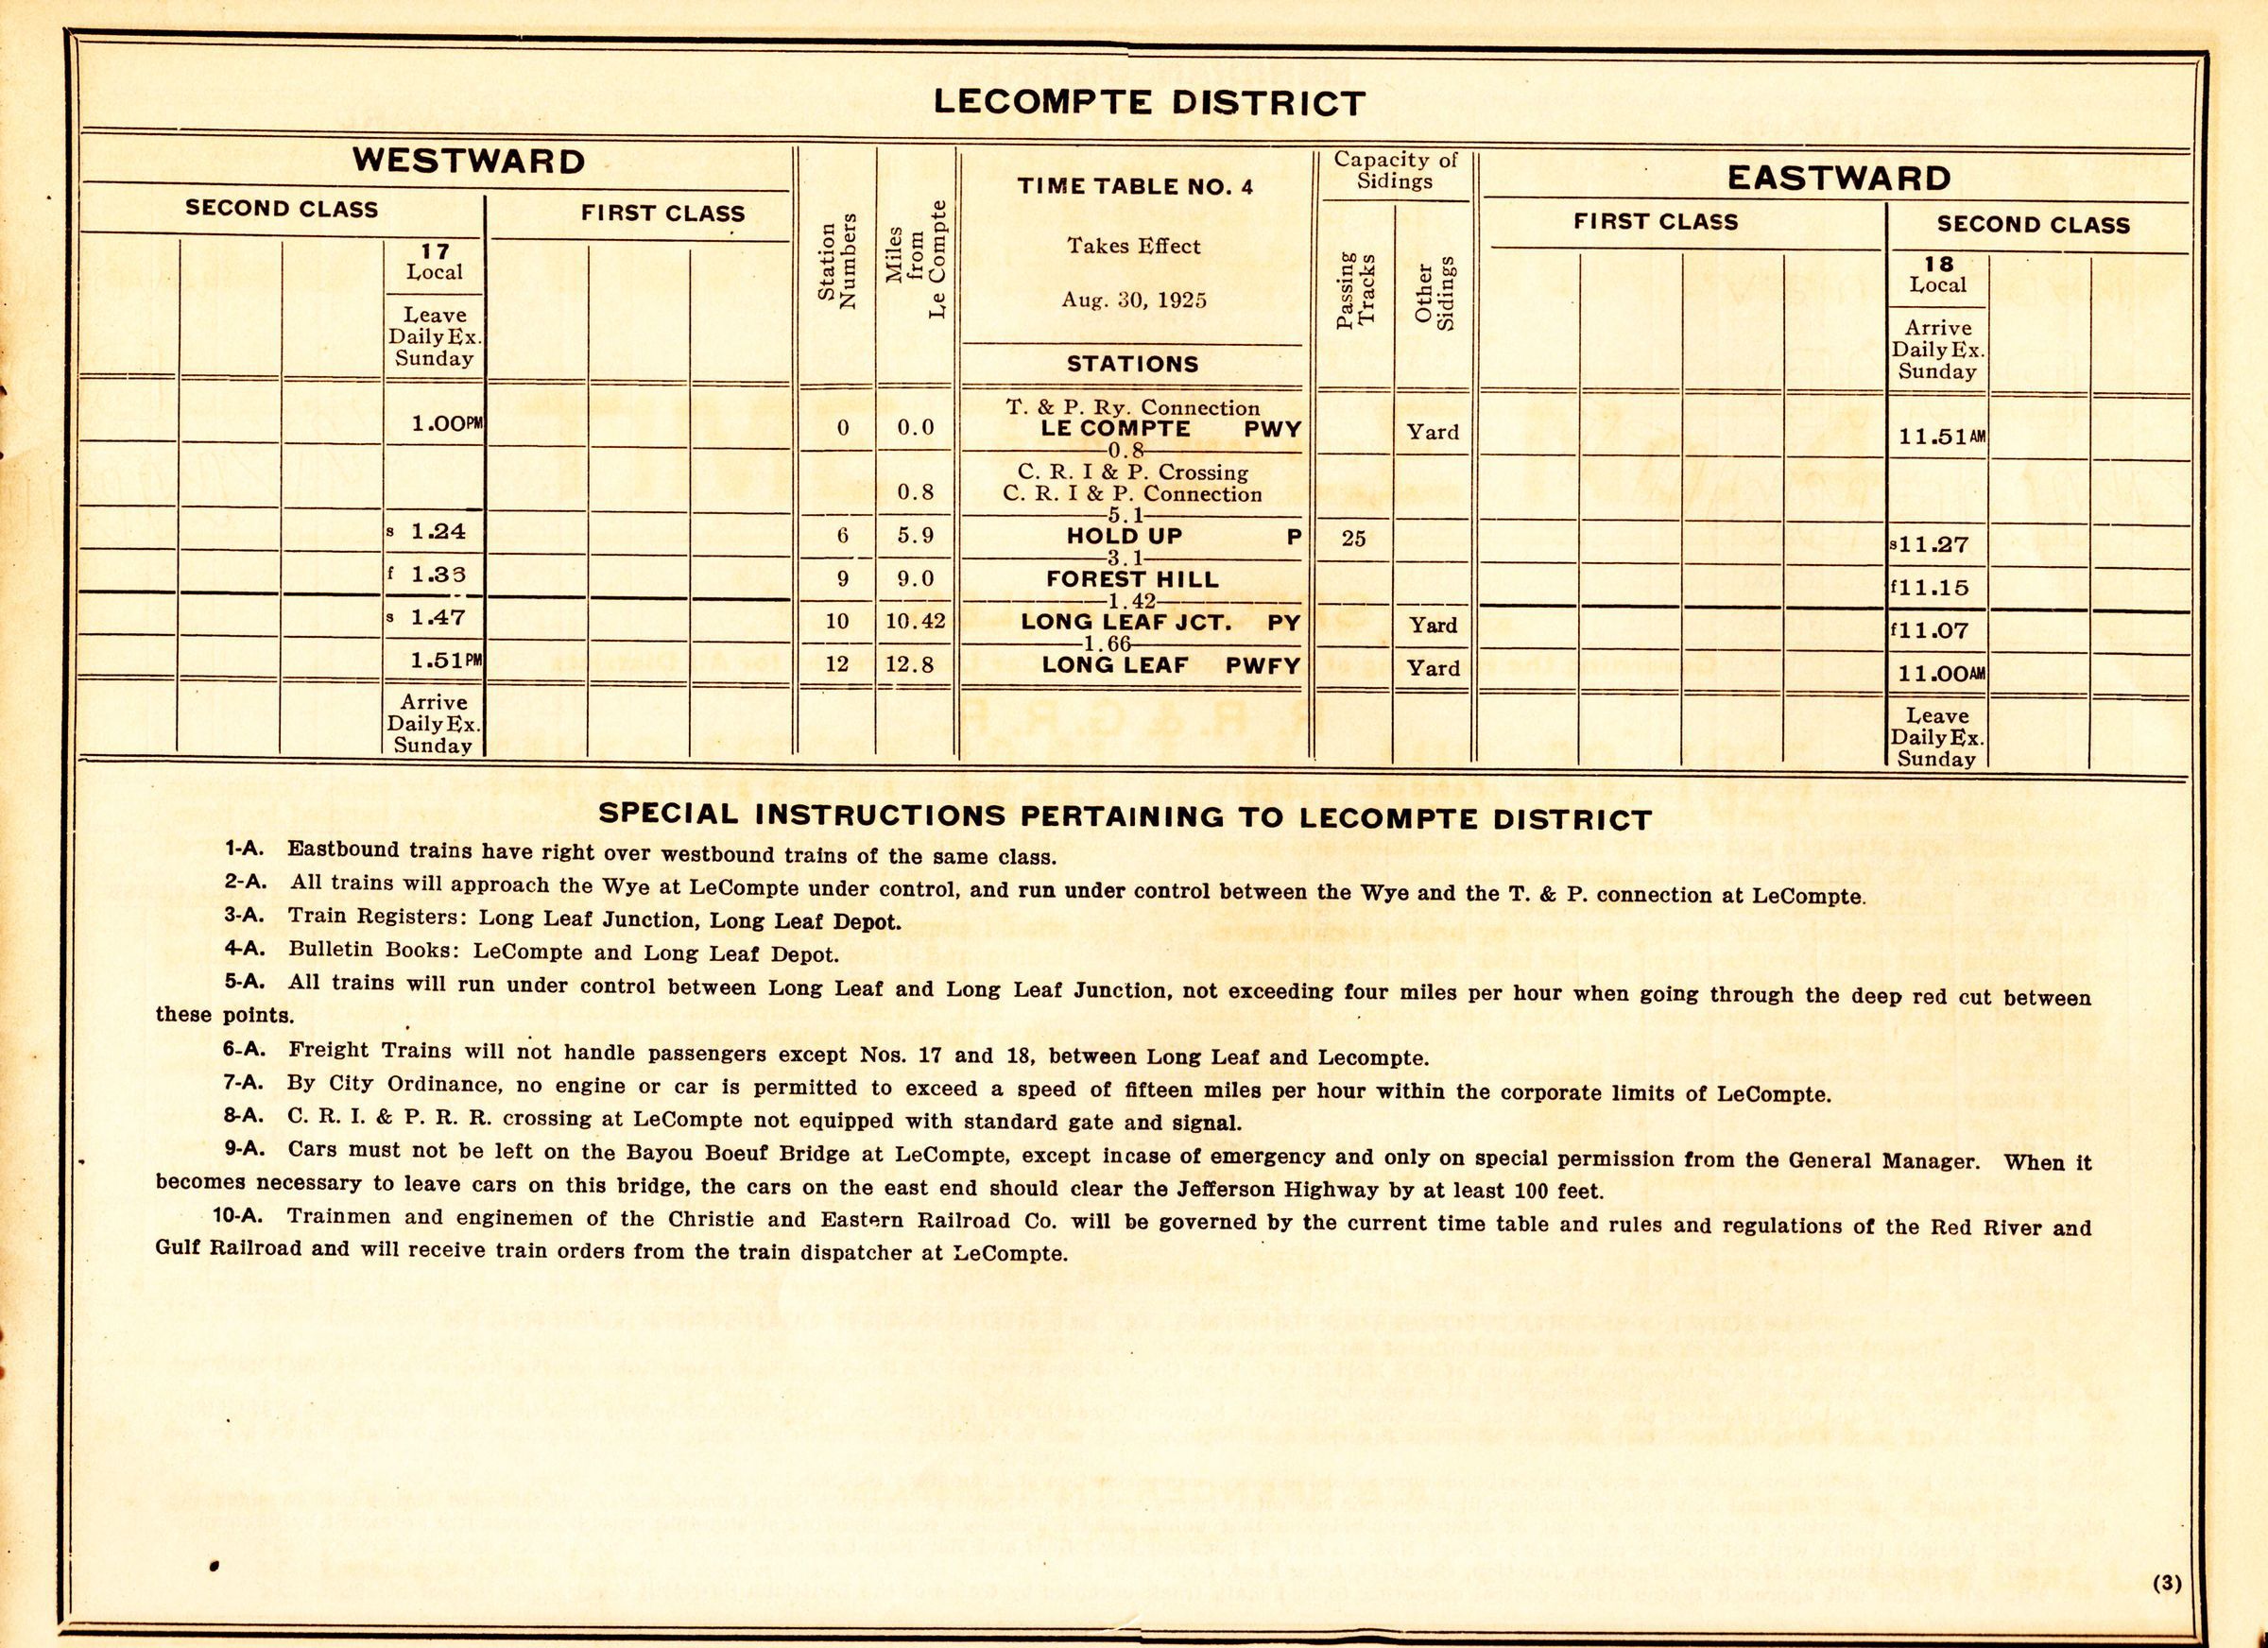 LECOMPTE DISTRICT
WESTWARD
SECOND CLASS
FIRST CLASS
17
Local
Leave
Daily Ex.
Sunday
Station
Numbers
Miles
from
Le Compte
TIME TABLE NO. 4
Takes Effect
Aug. 30, 1925
STATIONS
Capacity of
Sidings
Passing
Tracks
Other
Sidings
EASTWARD
FIRST CLASS
SECOND CLASS
18
Local
Arrive
Daily Ex.
Sunday
T. & P. Ry. Connection
1.00PM 0 0.0 LE COMPTE PWY Yard 11.51AM
0.8
C. R. I & P. Crossing
0.8 C. R. I & P. Connection
5.1
s 1.24 6 5.9 HOLD UP P 25 s11.27
3.1
f 1.33 9 9.0 FOREST HILL f11.15
1.42
s 1.47 10 10.42 LONG LEAF JCT. PY Yard f11.07
1.66
1.51PM 12 12.8 LONG LEAF PWFY Yard 11.00AM
Arrive
Daily Ex.
Sunday
Leave
Daily Ex.
Sunday
SPECIAL INSTRUCTIONS PERTAINING TO LECOMPTE DISTRICT
1-A. Eastbound trains have right over westbound trains of the same class.
2-A. All trains will approach the Wye at LeCompte under control, and run under control between the Wye and the T. & P. connection at LeCompte.
3-A. Train Registers: Long Leaf Junction, Long Leaf Depot.
4-A. Bulletin Books: LeCompte and Long Leaf Depot.
5-A. All trains will run under control between Long Leaf and Long Leaf Junction, not exceeding four miles per hour when going through the deep red cut between
these points.
6-A. Freight Trains will not handle passengers except Nos. 17 and 18, between Long Leaf and Lecompte.
7-A. By City Ordinance, no engine or car is permitted to exceed a speed of fifteen miles per hour within the corporate limits of LeCompte.
8-A. C. R. I. & P. R. R. crossing at LeCompte not equipped with standard gate and signal.
9-A. Cars must not be left on the Bayou Boeuf Bridge at LeCompte, except incase of emergency and only on special permission from the General Manager. When it
becomes necessary to leave cars on this bridge, the cars on the east end should clear the Jefferson Highway by at least 100 feet.
10-A. Trainmen and enginemen of the Christie and Eastern Railroad Co. will be governed by the current time table and rules and regulations of the Red River and
Gulf Railroad and will receive train orders from the train dispatcher at LeCompte.
(3)